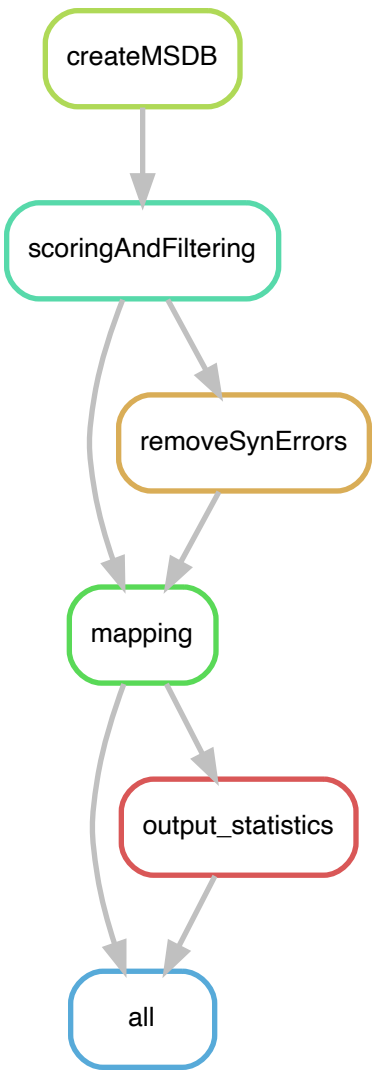 createMSDB
scoringAndFiltering
removeSynErrors
mapping
output_statistics
all